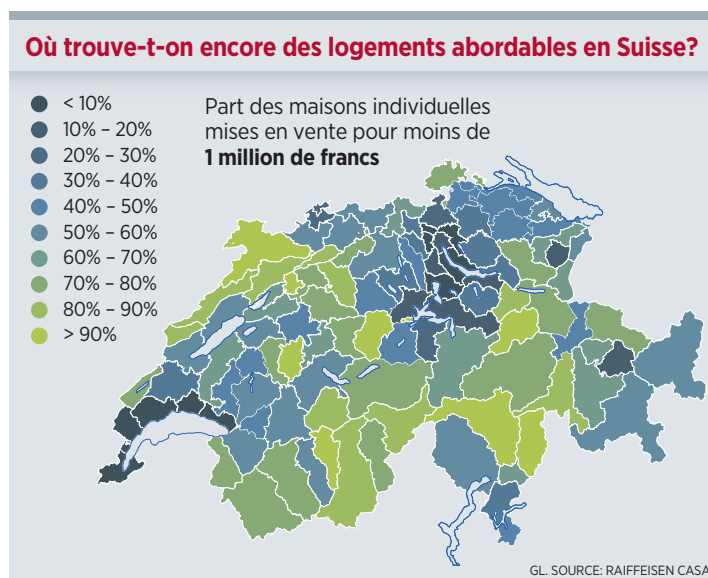 Où trouve-t-on encore des logements abordables en Suisse?
< 10%
10% – 20%
20% – 30%
30% – 40%
40% – 50%
50% – 60%
60% – 70%
70% – 80%
80% – 90%
> 90%
Part des maisons individuelles
mises en vente pour moins de
1 million de francs
GL. SOURCE: RAIFFEISEN CASA